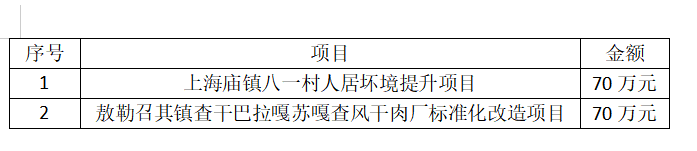 序号 项目 金额
1 上海庙镇八一村人居坏境提升项目 70 万元
2 敖勒召其镇查干巴拉嘎苏嘎查风干肉厂标准化改造项目 70 万元